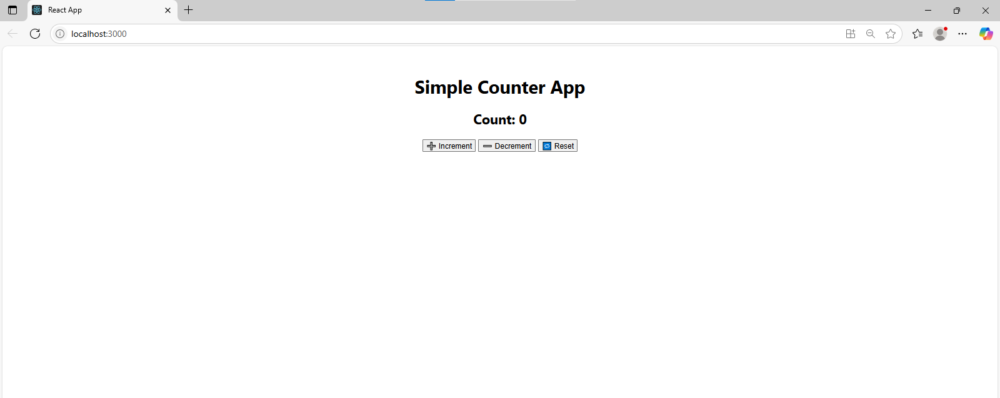 React App
localhost:3000
Simple Counter App
Count: 0
➕ Increment ➖ Decrement 🔁 Reset